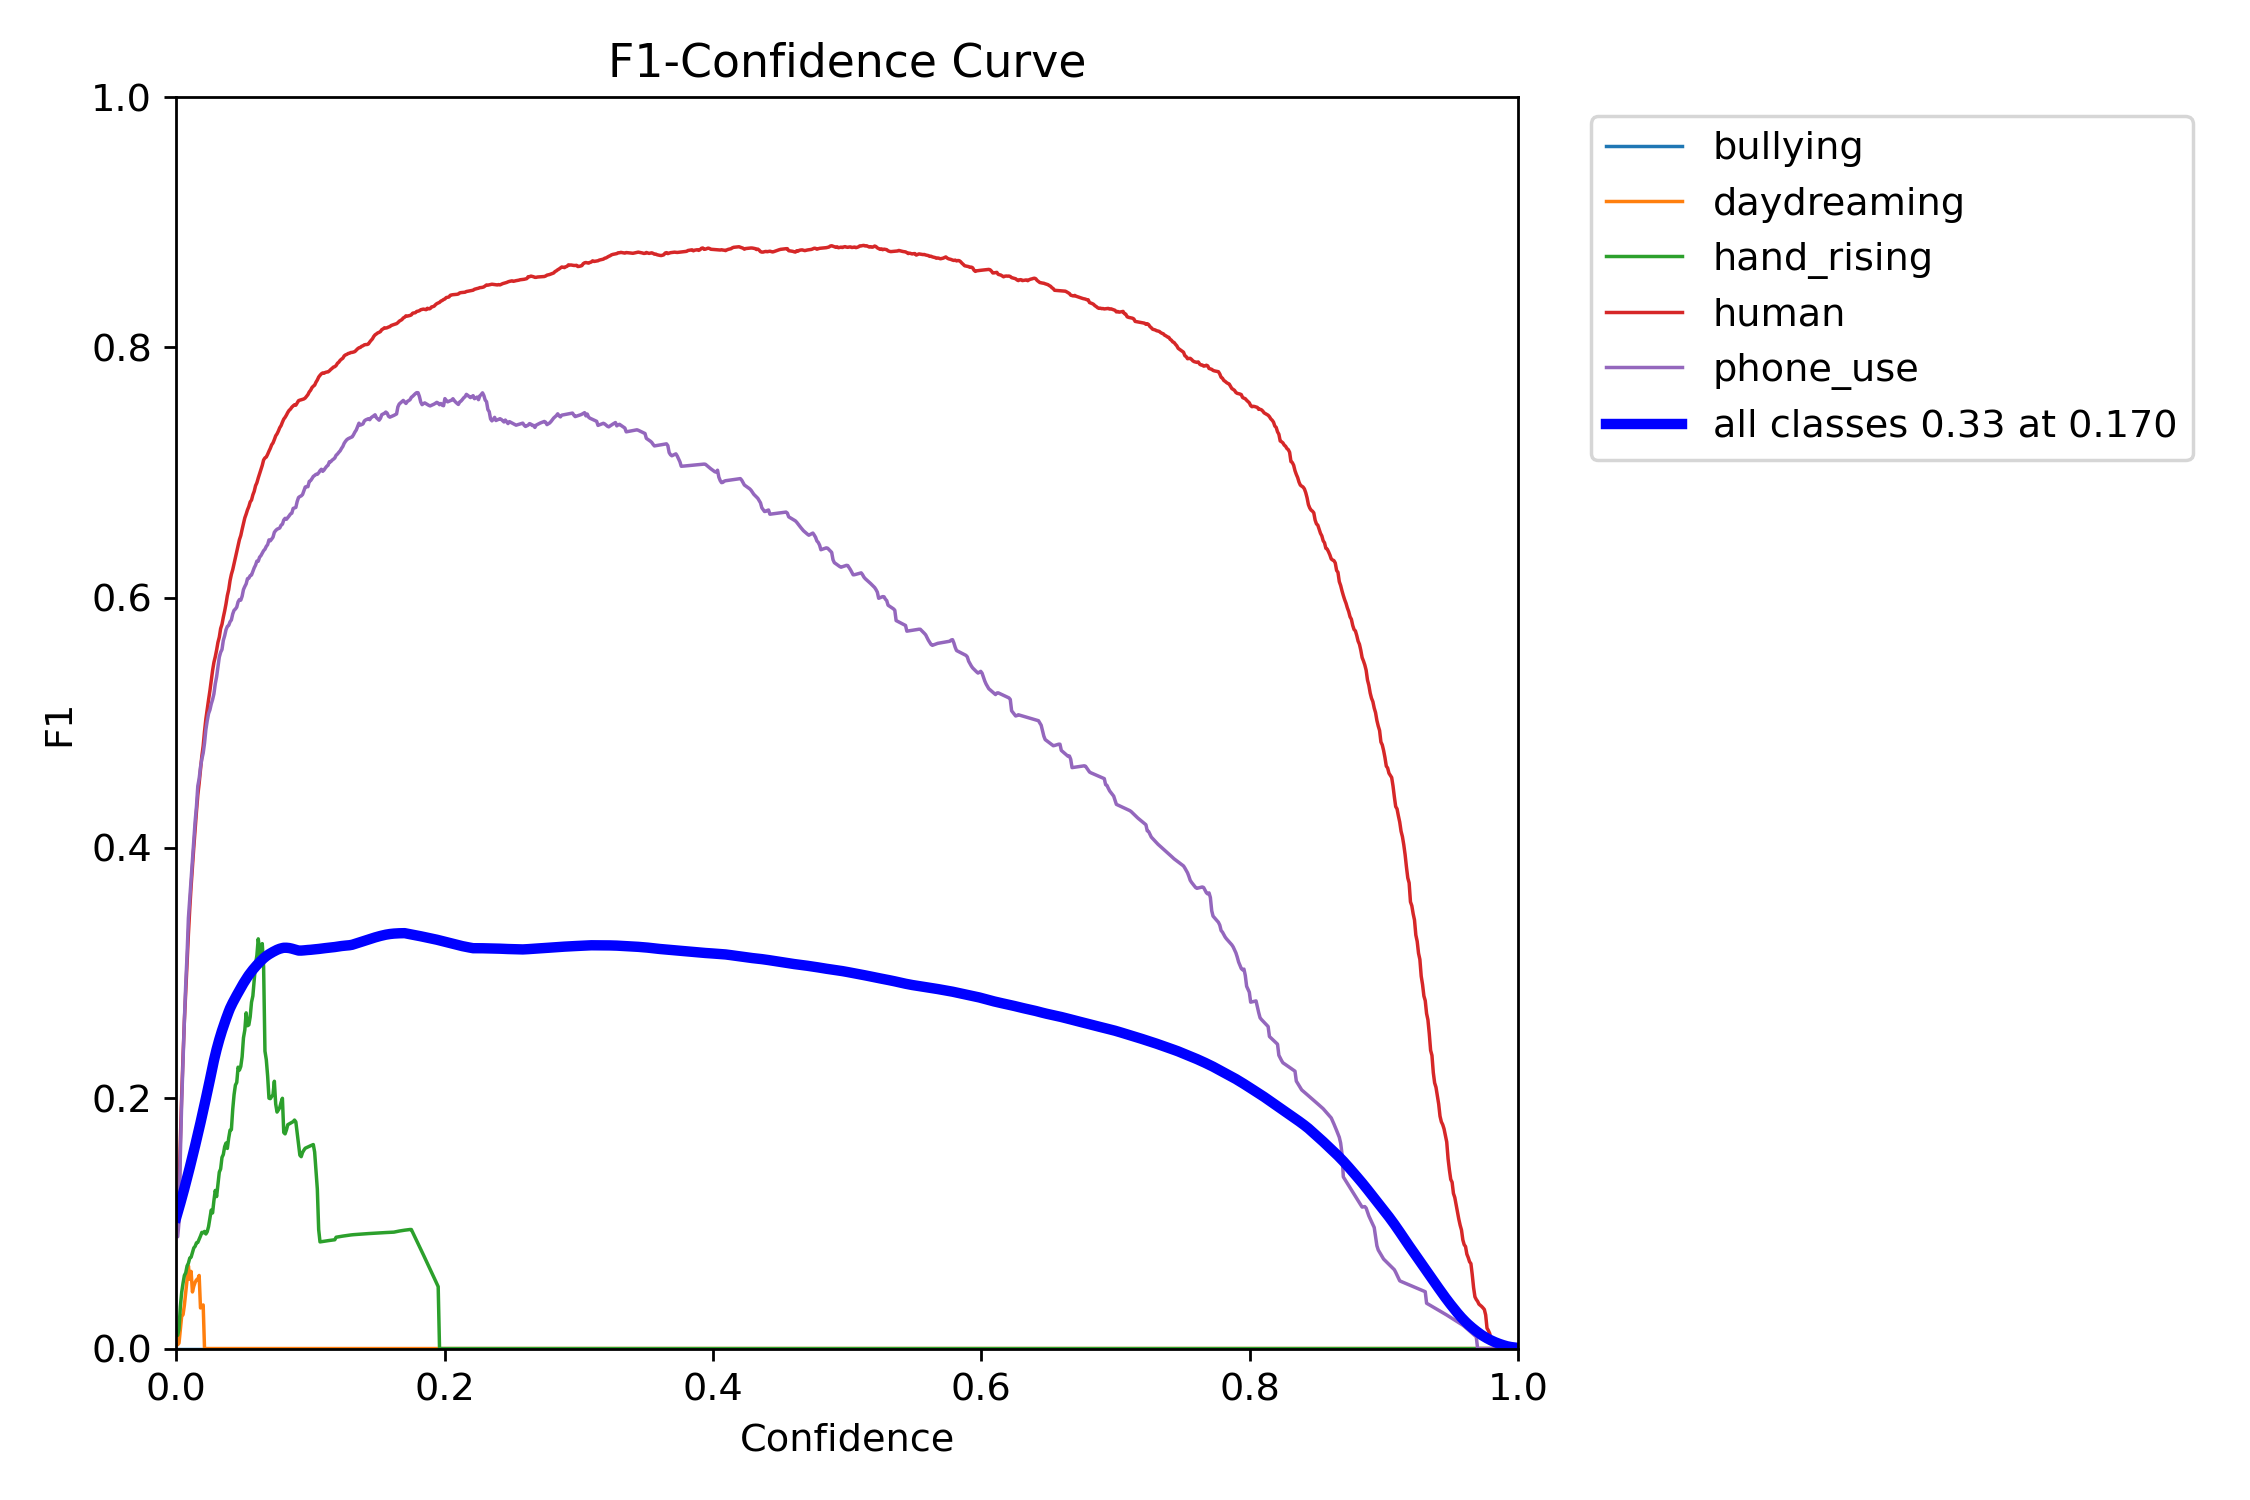 F1-Confidence Curve
1.0
0.8
0.6
0.4
0.2
0.0
F1
0.0 0.2 0.4 0.6 0.8 1.0
Confidence
bullying
daydreaming
hand_rising
human
phone_use
all classes 0.33 at 0.170